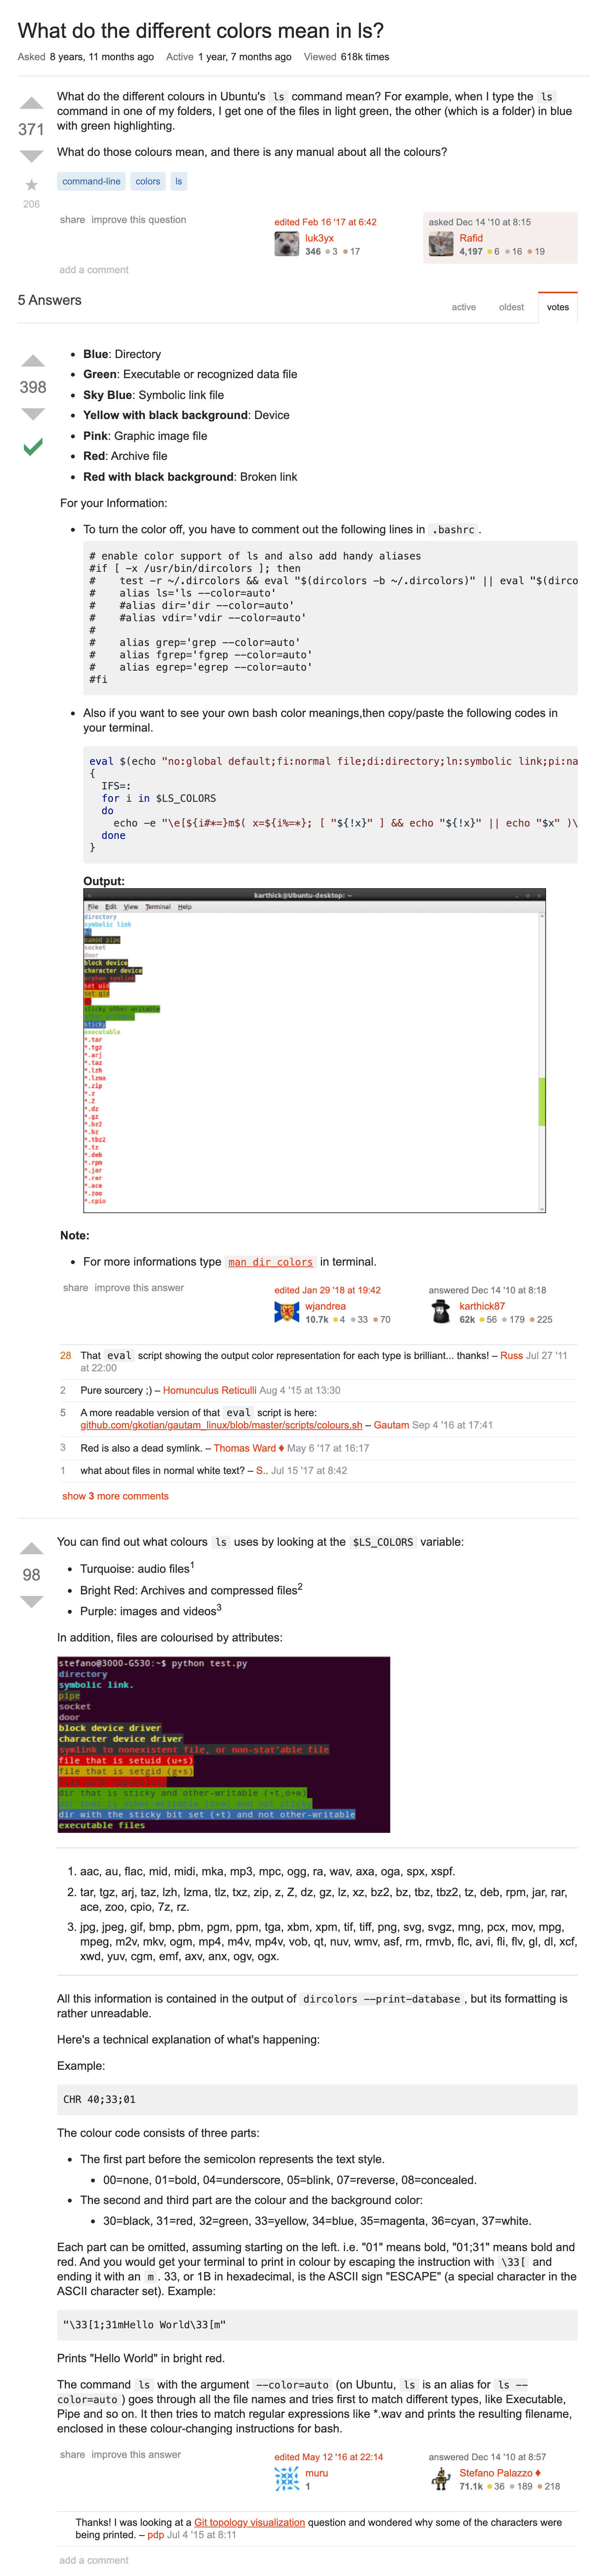 What do the different colors mean in ls?
Asked 8 years, 11 months ago Active 1 year, 7 months ago Viewed 618k times
What do the different colours in Ubuntu's ls command mean? For example, when I type the ls
command in one of my folders, I get one of the files in light green, the other (which is a folder) in blue
with green highlighting.
371
What do those colours mean, and there is any manual about all the colours?
command-line colors ls
206
share improve this question
edited Feb 16 '17 at 6:42
luk3yx
346 3 17
asked Dec 14 '10 at 8:15
Rafid
4,197 6 16 19
add a comment
5 Answers
active oldest votes
398
Blue: Directory
Green: Executable or recognized data file
Sky Blue: Symbolic link file
Yellow with black background: Device
Pink: Graphic image file
Red: Archive file
Red with black background: Broken link
For your Information:
To turn the color off, you have to comment out the following lines in .bashrc.
# enable color support of ls and also add handy aliases
#if [ -x /usr/bin/dircolors ]; then
#    test -r ~/.dircolors && eval "$(dircolors -b ~/.dircolors)" || eval "$(dirco
#    alias ls='ls --color=auto'
#    #alias dir='dir --color=auto'
#    #alias vdir='vdir --color=auto'
#
#    alias grep='grep --color=auto'
#    alias fgrep='fgrep --color=auto'
#    alias egrep='egrep --color=auto'
#fi
Also if you want to see your own bash color meanings,then copy/paste the following codes in
your terminal.
eval $(echo "no:global default;fi:normal file;di:directory;ln:symbolic link;pi:na
{
  IFS=:
  for i in $LS_COLORS
  do
    echo -e "\e[${i#*=}m$( x=${i%=*}; [ "${!x}" ] && echo "${!x}" || echo "$x" )\
  done
}
Output:
karthick@Ubuntu-desktop: ~
File Edit View Terminal Help
directory
symbolic link
named pipe
socket
door
block device
character device
orphan symlink
set uid
set gid
sticky other writable
sticky
executable
*.tar
*.tgz
*.arj
*.taz
*.lzh
*.lzma
*.zip
*.z
*.Z
*.dz
*.gz
*.bz2
*.bz
*.tbz2
*.tz
*.deb
*.rpm
*.jar
*.rar
*.ace
*.zoo
*.cpio
Note:
For more informations type man dir_colors in terminal.
share improve this answer
edited Jan 29 '18 at 19:42
wjandrea
10.7k 4 33 70
answered Dec 14 '10 at 8:18
karthick87
62k 56 179 225
28 That eval script showing the output color representation for each type is brilliant... thanks! – Russ Jul 27 '11
at 22:00
2 Pure sourcery ;) – Homunculus Reticulli Aug 4 '15 at 13:30
5 A more readable version of that eval script is here:
github.com/gkotian/gautam_linux/blob/master/scripts/colours.sh – Gautam Sep 4 '16 at 17:41
3 Red is also a dead symlink. – Thomas Ward ♦ May 6 '17 at 16:17
1 what about files in normal white text? – S.. Jul 15 '17 at 8:42
show 3 more comments
98
You can find out what colours ls uses by looking at the $LS_COLORS variable:
Turquoise: audio files1
Bright Red: Archives and compressed files2
Purple: images and videos3
In addition, files are colourised by attributes:
stefano@3000-G530:~$ python test.py
directory
symbolic link.
pipe
socket
door
block device driver
character device driver
symlink to nonexistent file, or non-stat'able file
file that is setuid (u+s)
file that is setgid (g+s)
dir that is sticky and other-writable (+t,o+w)
dir with the sticky bit set (+t) and not other-writable
executable files
1. aac, au, flac, mid, midi, mka, mp3, mpc, ogg, ra, wav, axa, oga, spx, xspf.
2. tar, tgz, arj, taz, lzh, lzma, tlz, txz, zip, z, Z, dz, gz, lz, xz, bz2, bz, tbz, tbz2, tz, deb, rpm, jar, rar,
ace, zoo, cpio, 7z, rz.
3. jpg, jpeg, gif, bmp, pbm, pgm, ppm, tga, xbm, xpm, tif, tiff, png, svg, svgz, mng, pcx, mov, mpg,
mpeg, m2v, mkv, ogm, mp4, m4v, mp4v, vob, qt, nuv, wmv, asf, rm, rmvb, flc, avi, fli, flv, gl, dl, xcf,
xwd, yuv, cgm, emf, axv, anx, ogv, ogx.
All this information is contained in the output of dircolors --print-database, but its formatting is
rather unreadable.
Here's a technical explanation of what's happening:
Example:
CHR 40;33;01
The colour code consists of three parts:
The first part before the semicolon represents the text style.
00=none, 01=bold, 04=underscore, 05=blink, 07=reverse, 08=concealed.
The second and third part are the colour and the background color:
30=black, 31=red, 32=green, 33=yellow, 34=blue, 35=magenta, 36=cyan, 37=white.
Each part can be omitted, assuming starting on the left. i.e. "01" means bold, "01;31" means bold and
red. And you would get your terminal to print in colour by escaping the instruction with \33[ and
ending it with an m. 33, or 1B in hexadecimal, is the ASCII sign "ESCAPE" (a special character in the
ASCII character set). Example:
"\33[1;31mHello World\33[m"
Prints "Hello World" in bright red.
The command ls with the argument --color=auto (on Ubuntu, ls is an alias for ls --
color=auto) goes through all the file names and tries first to match different types, like Executable,
Pipe and so on. It then tries to match regular expressions like *.wav and prints the resulting filename,
enclosed in these colour-changing instructions for bash.
share improve this answer
edited May 12 '16 at 22:14
muru
1
answered Dec 14 '10 at 8:57
Stefano Palazzo ♦
71.1k 36 189 218
Thanks! I was looking at a Git topology visualization question and wondered why some of the characters were
being printed. – pdp Jul 4 '15 at 8:11
add a comment